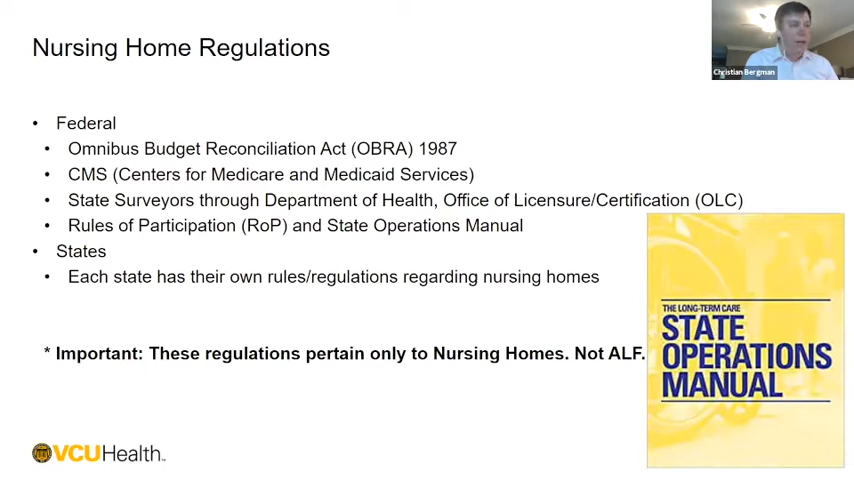 Nursing Home Regulations
Christian Bergman
• Federal
• Omnibus Budget Reconciliation Act (OBRA) 1987
• CMS (Centers for Medicare and Medicaid Services)
• State Surveyors through Department of Health, Office of Licensure/Certification (OLC)
• Rules of Participation (RoP) and State Operations Manual
• States
• Each state has their own rules/regulations regarding nursing homes
* Important: These regulations pertain only to Nursing Homes. Not ALF.
THE LONG-TERM CARE
STATE
OPERATIONS
MANUAL
VCUHealth™